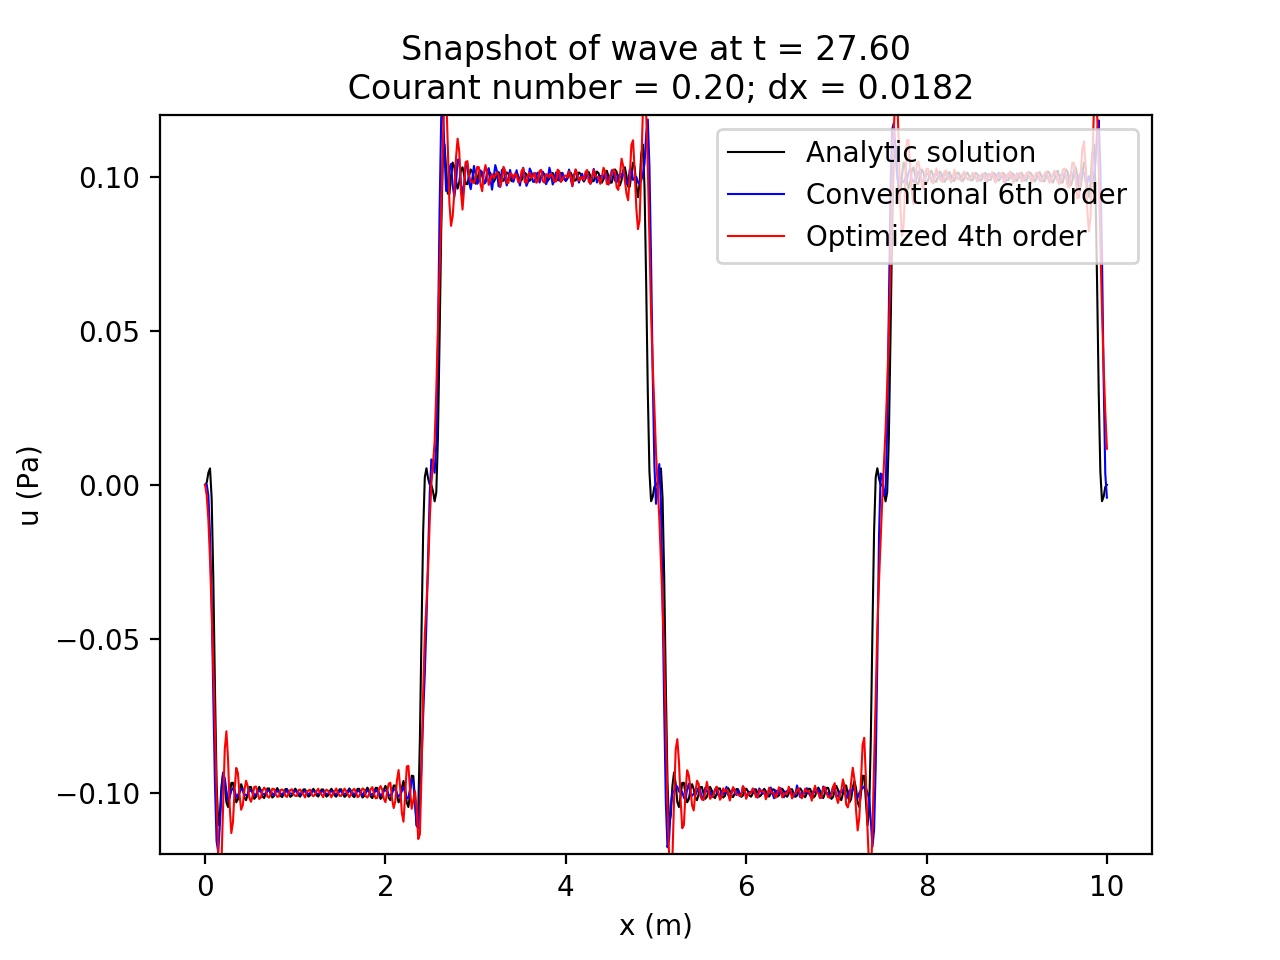 Snapshot of wave at t = 27.60
Courant number = 0.20; dx = 0.0182
Analytic solution
Conventional 6th order
Optimized 4th order
0.10
0.05
0.00
−0.05
−0.10
u (Pa)
0 2 4 6 8 10
x (m)